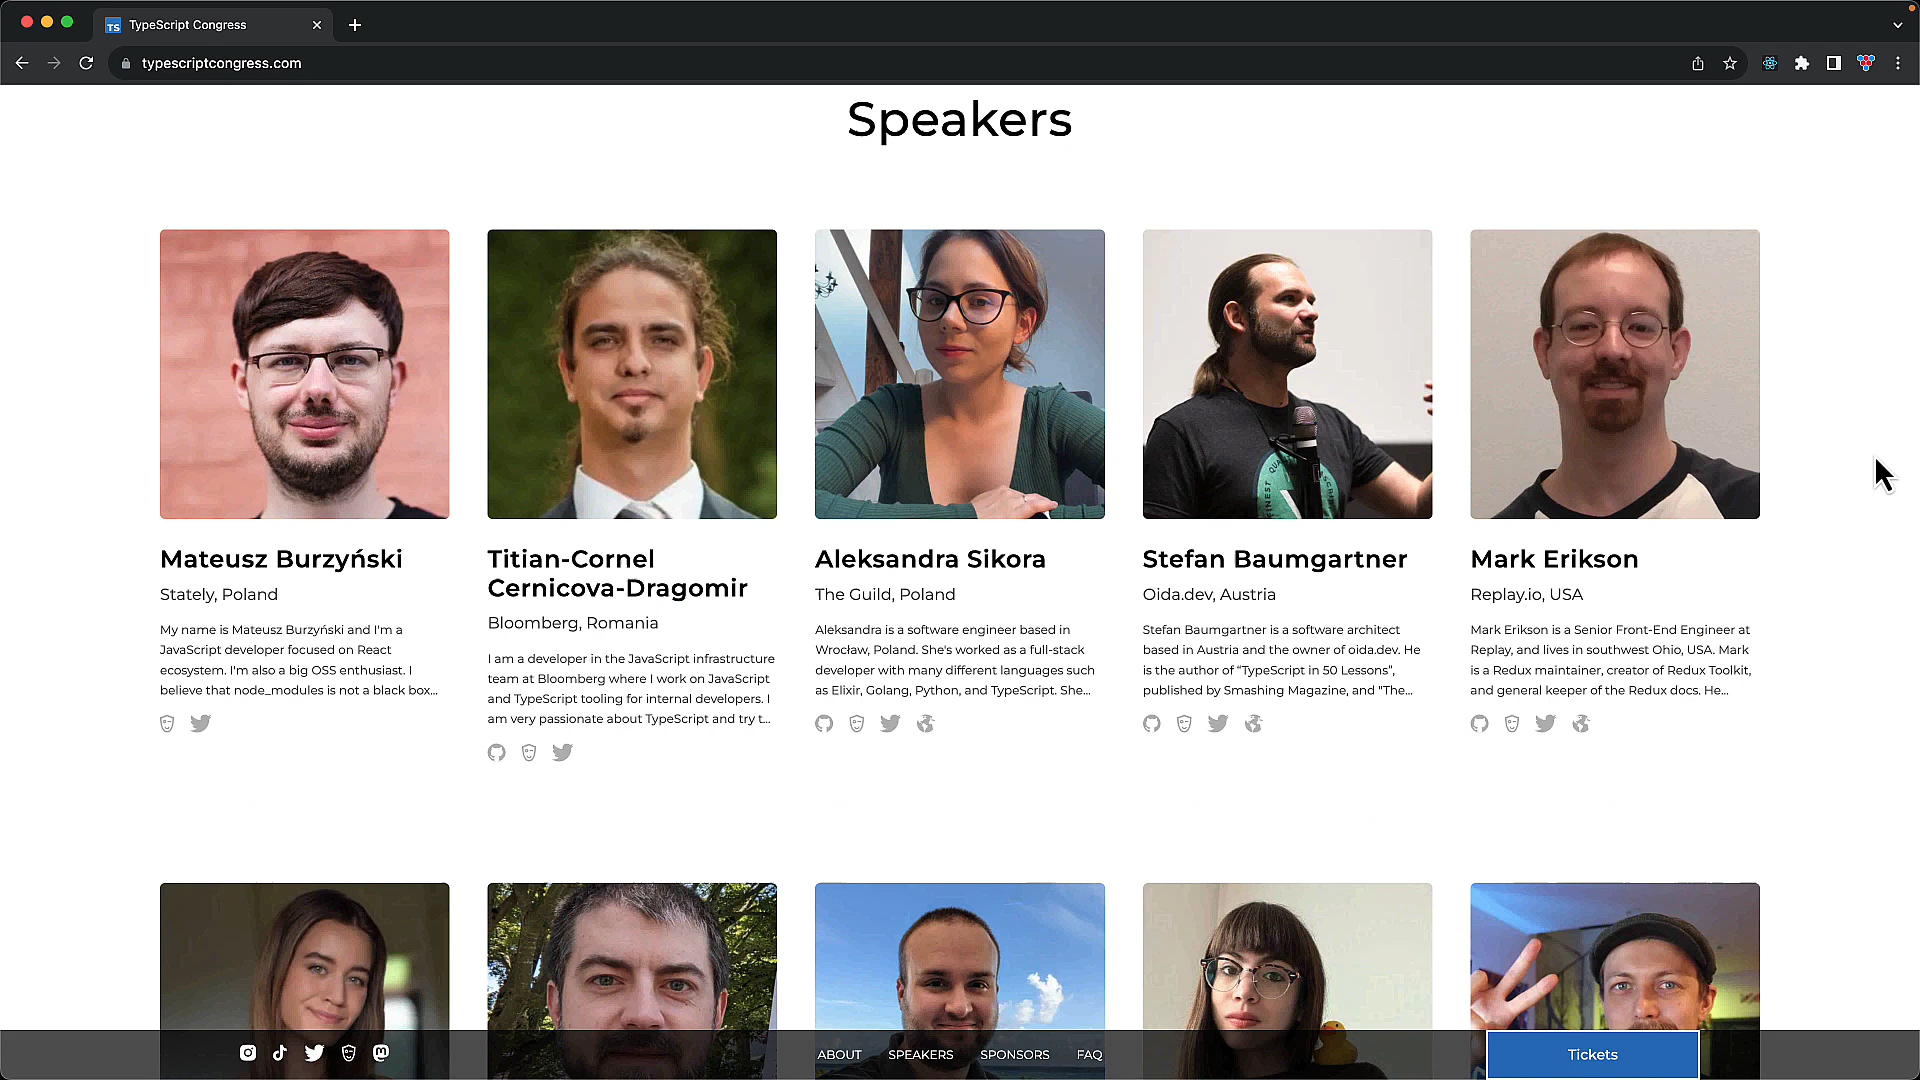 TS TypeScript Congress
typescriptcongress.com
Speakers
Mateusz Burzyński
Stately, Poland
My name is Mateusz Burzyński and I'm a
JavaScript developer focused on React
ecosystem. I'm also a big OSS enthusiast. I
believe that node_modules is not a black box...
Titian-Cornel
Cernicova-Dragomir
Bloomberg, Romania
I am a developer in the JavaScript infrastructure
team at Bloomberg where I work on JavaScript
and TypeScript tooling for internal developers. I
am very passionate about TypeScript and try t...
Aleksandra Sikora
The Guild, Poland
Aleksandra is a software engineer based in
Wrocław, Poland. She's worked as a full-stack
developer with many different languages such
as Elixir, Golang, Python, and TypeScript. She...
Stefan Baumgartner
Oida.dev, Austria
Stefan Baumgartner is a software architect
based in Austria and the owner of oida.dev. He
is the author of “TypeScript in 50 Lessons”,
published by Smashing Magazine, and "The...
Mark Erikson
Replay.io, USA
Mark Erikson is a Senior Front-End Engineer at
Replay, and lives in southwest Ohio, USA. Mark
is a Redux maintainer, creator of Redux Toolkit,
and general keeper of the Redux docs. He...
ABOUT SPEAKERS SPONSORS FAQ
Tickets